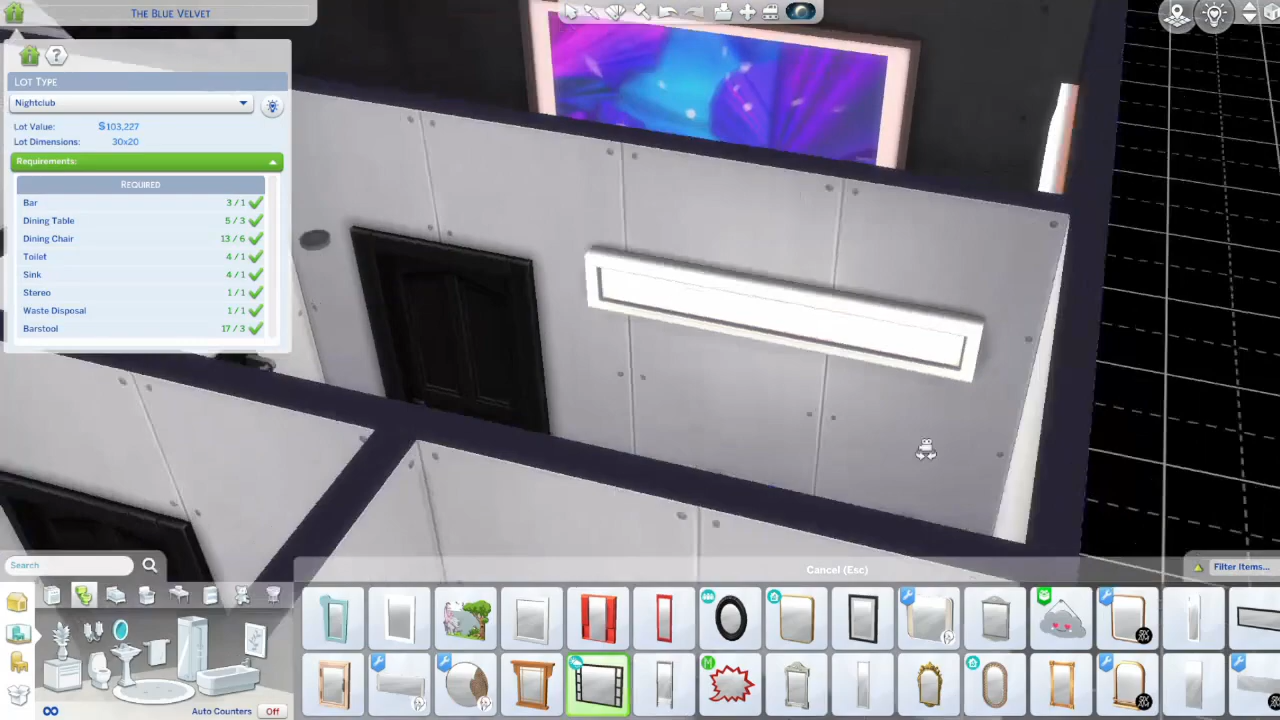 THE BLUE VELVET
LOT TYPE
Nightclub
Lot Value: $103,227
Lot Dimensions: 30x20
Requirements:
REQUIRED
Bar 3 / 1
Dining Table 5 / 3
Dining Chair 13 / 6
Toilet 4 / 1
Sink 4 / 1
Stereo 1 / 1
Waste Disposal 1 / 1
Barstool 17 / 3
Search
Cancel (Esc)
Filter Items...
M
Auto Counters Off